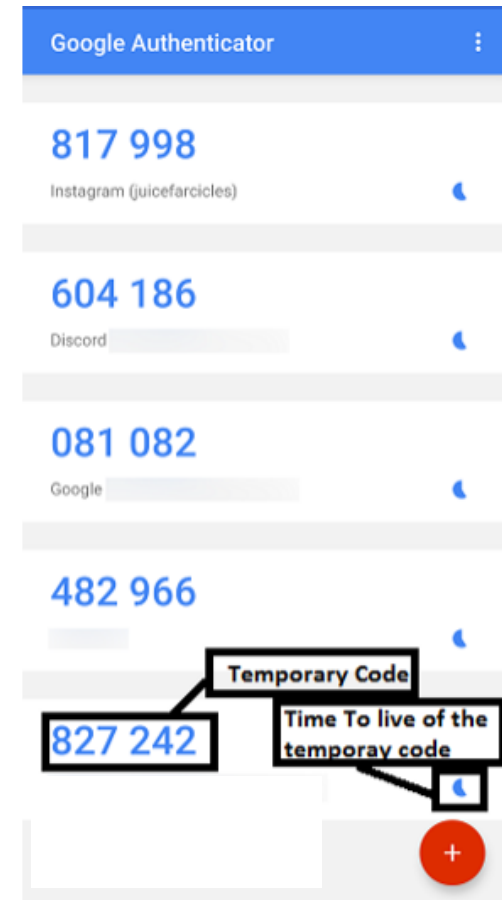 Google Authenticator
817 998
Instagram (juicefarcicles)
604 186
Discord
081 082
Google
482 966
Temporary Code
827 242
Time To live of the
temporay code
+